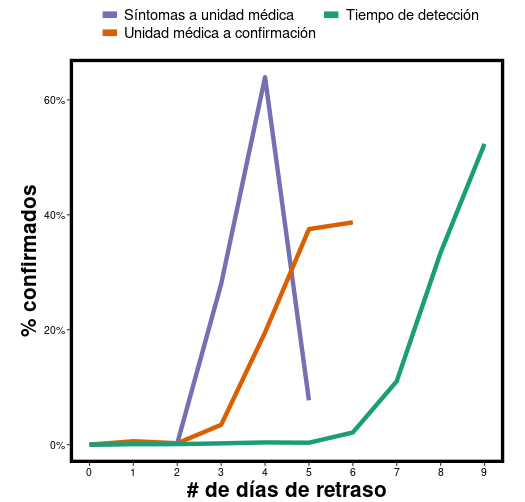 Síntomas a unidad médica
Tiempo de detección
Unidad médica a confirmación
% confirmados
60%
40%
20%
0%
0 1 2 3 4 5 6 7 8 9
# de días de retraso